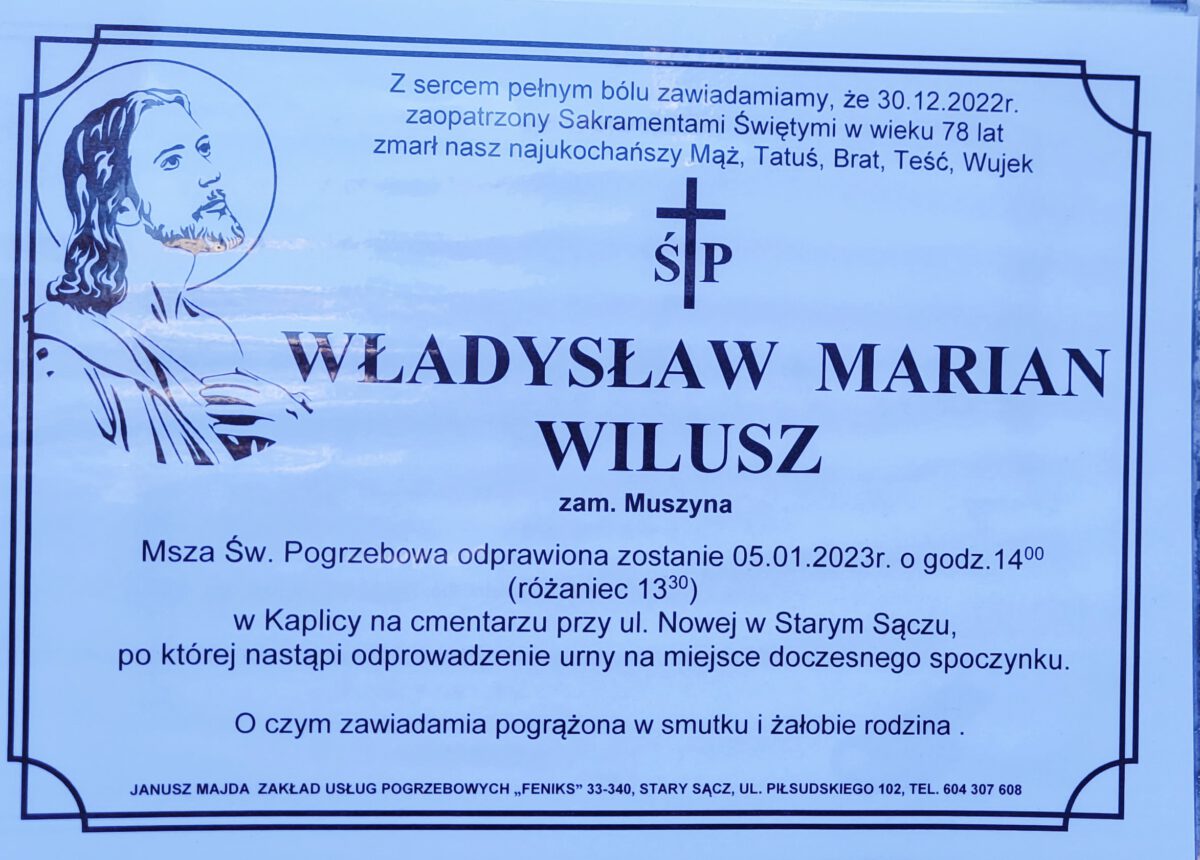 Z sercem pełnym bólu zawiadamiamy, że 30.12.2022r.
zaopatrzony Sakramentami Świętymi w wieku 78 lat
zmarł nasz najukochańszy Mąż, Tatuś, Brat, Teść, Wujek
Ś P
WŁADYSŁAW MARIAN
WILUSZ
zam. Muszyna
Msza Św. Pogrzebowa odprawiona zostanie 05.01.2023r. o godz.14⁰⁰
(różaniec 13³⁰)
w Kaplicy na cmentarzu przy ul. Nowej w Starym Sączu,
po której nastąpi odprowadzenie urny na miejsce doczesnego spoczynku.
O czym zawiadamia pogrążona w smutku i żałobie rodzina .
JANUSZ MAJDA ZAKŁAD USŁUG POGRZEBOWYCH „FENIKS” 33-340, STARY SĄCZ, UL. PIŁSUDSKIEGO 102, TEL. 604 307 608